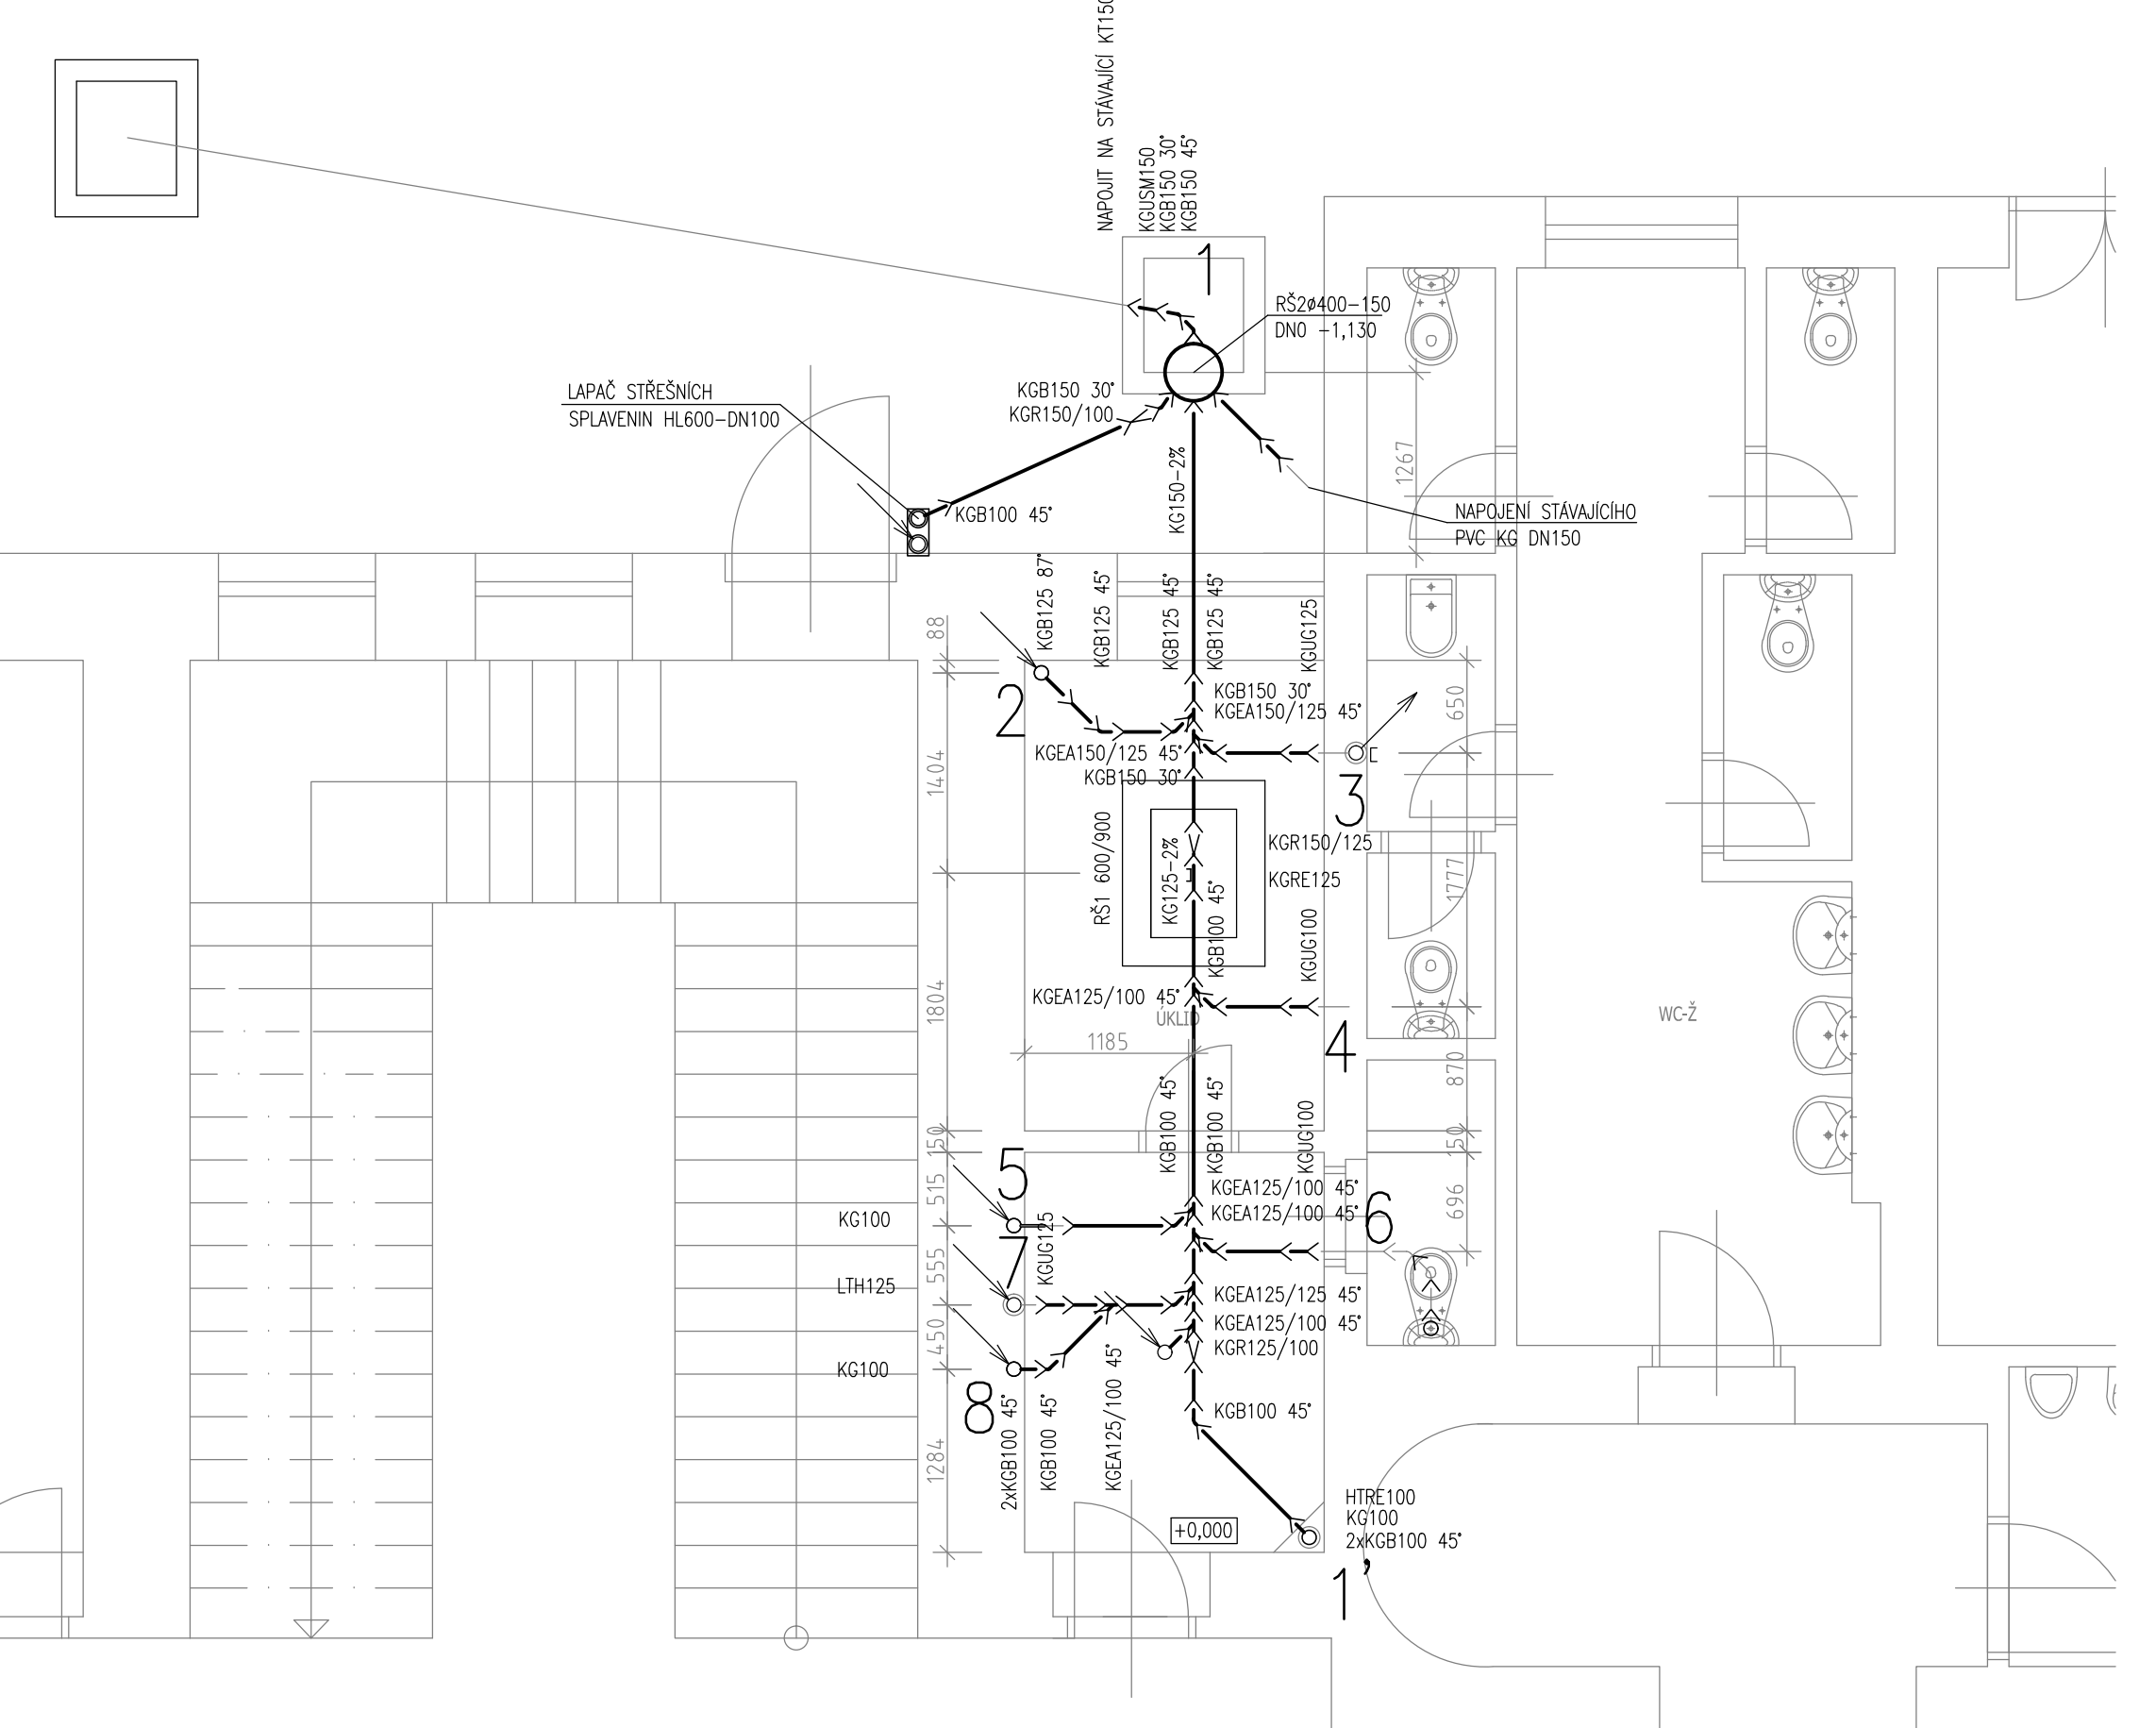 NAPOJIT NA STÁVAJÍCÍ KT150
KGUSM150
KGB150 30°
KGB150 45°
1
RŠ2ø400-150
DNO -1,130
LAPAČ STŘEŠNÍCH
SPLAVENIN HL600-DN100
KGB150 30°
KGR150/100
KG150-2%
1267
KGB100 45°
NAPOJENÍ STÁVAJÍCÍHO
PVC KG DN150
KGB125 87°
KGB125 45°
KGB125 45°
KGB125 45°
KGUG125
88
2
KGB150 30°
KGEA150/125 45°
650
KGEA150/125 45°
KGB150 30°
1404
3
RŠ1 600/900
KG125-2%
KGB100 45°
KGR150/125
KGRE125
1777
KGUG100
KGEA125/100 45°
ÚKLID
1804
WC-Ž
1185
4
870
KGB100 45°
KGB100 45°
KGUG100
150
150
5
515
KGEA125/100 45°
KGEA125/100 45°
6
696
KG100
7
KGUG125
555
LTH125
KGEA125/125 45°
KGEA125/100 45°
KGR125/100
450
KG100
8
2xKGB100 45°
KGB100 45°
KGEA125/100 45°
KGB100 45°
1284
HTRE100
KG100
2xKGB100 45°
+0,000
1'